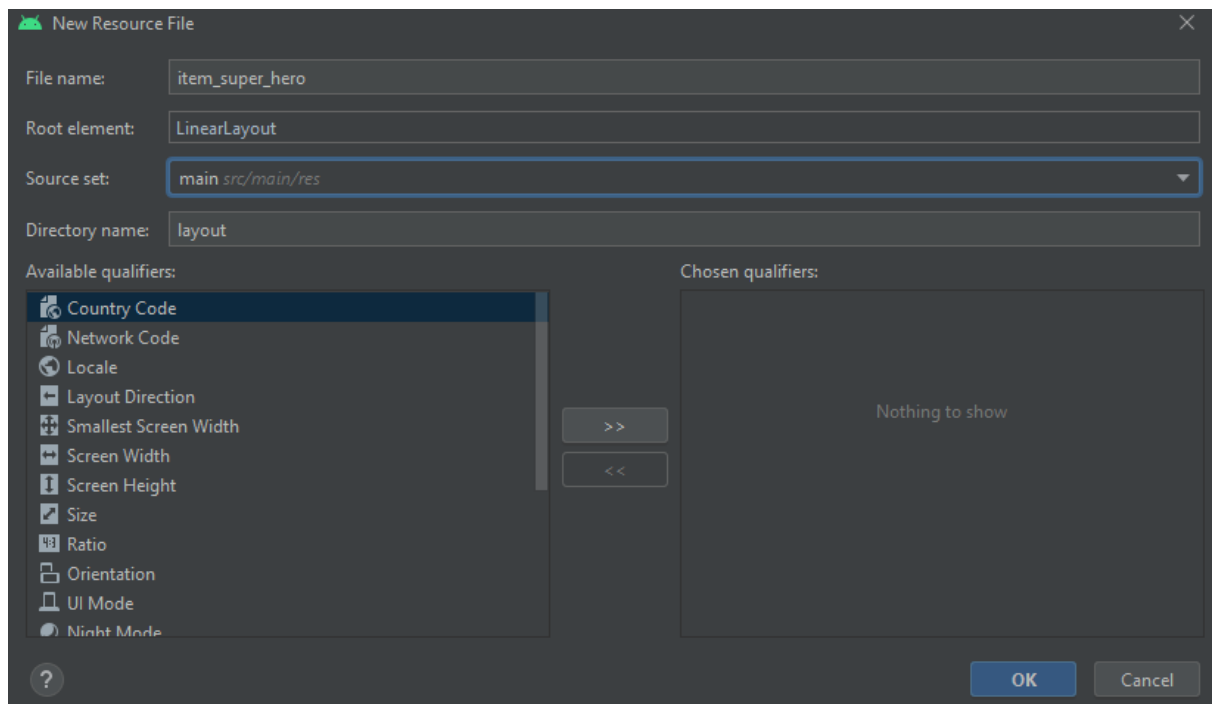 New Resource File
File name: item_super_hero
Root element: LinearLayout
Source set: main src/main/res
Directory name: layout
Available qualifiers:
Chosen qualifiers:
Country Code
Network Code
Locale
Layout Direction
Smallest Screen Width
Screen Width
Screen Height
Size
Ratio
Orientation
UI Mode
Night Mode
>>
<<
Nothing to show
?
OK
Cancel